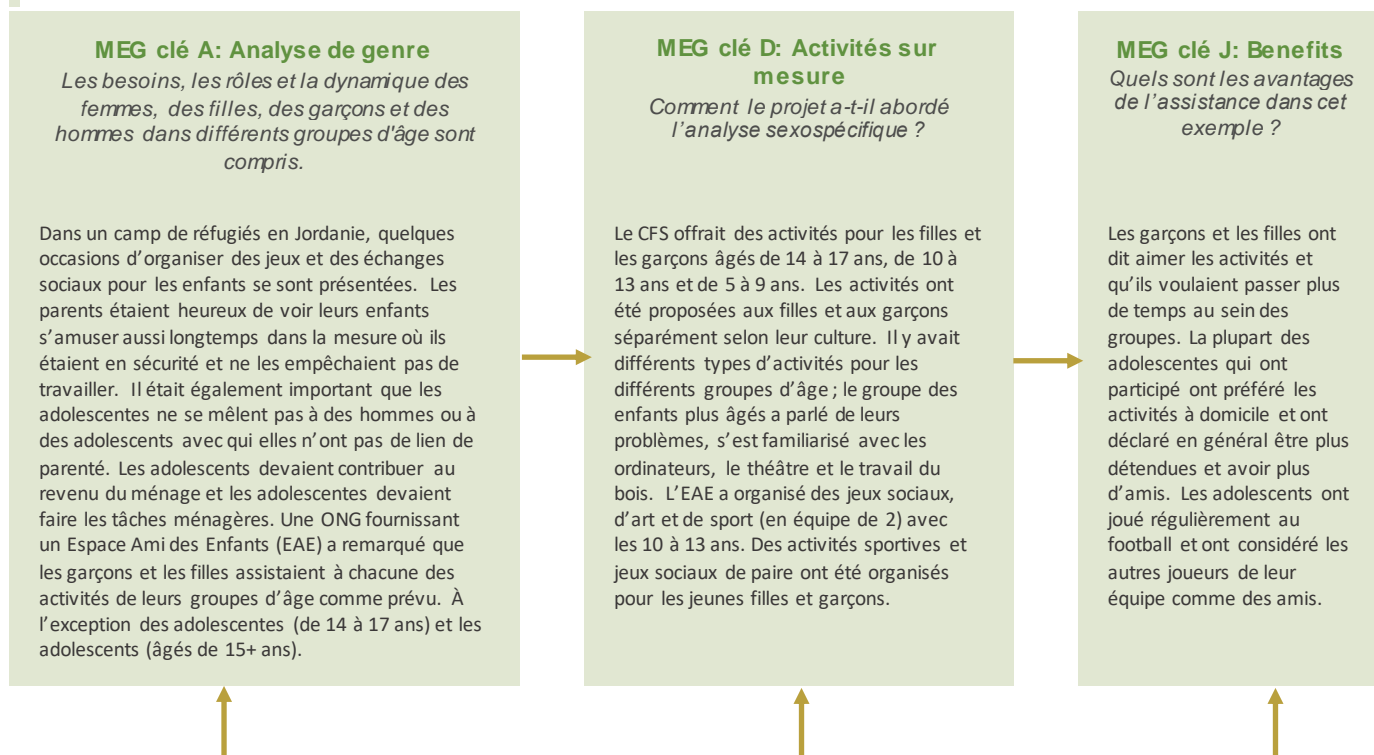 MEG clé A: Analyse de genre
Les besoins, les rôles et la dynamique des
femmes, des filles, des garçons et des
hommes dans différents groupes d'âge sont
compris.
Dans un camp de réfugiés en Jordanie, quelques
occasions d'organiser des jeux et des échanges
sociaux pour les enfants se sont présentées. Les
parents étaient heureux de voir leurs enfants
s'amuser aussi longtemps dans la mesure où ils
étaient en sécurité et ne les empêchaient pas de
travailler. Il était également important que les
adolescentes ne se mêlent pas à des hommes ou à
des adolescents avec qui elles n'ont pas de lien de
parenté. Les adolescents devaient contribuer au
revenu du ménage et les adolescentes devaient
faire les tâches ménagères. Une ONG fournissant
un Espace Ami des Enfants (EAE) a remarqué que
les garçons et les filles assistaient à chacune des
activités de leurs groupes d'âge comme prévu. À
l'exception des adolescentes (de 14 à 17 ans) et les
adolescents (âgés de 15+ ans).
MEG clé D: Activités sur
mesure
Comment le projet a-t-il abordé
l'analyse sexospécifique ?
Le CFS offrait des activités pour les filles et
les garçons âgés de 14 à 17 ans, de 10 à
13 ans et de 5 à 9 ans. Les activités ont
été proposées aux filles et aux garçons
séparément selon leur culture. Il y avait
différents types d'activités pour les
différents groupes d'âge ; le groupe des
enfants plus âgés a parlé de leurs
problèmes, s'est familiarisé avec les
ordinateurs, le théâtre et le travail du
bois. L'EAE a organisé des jeux sociaux,
d'art et de sport (en équipe de 2) avec
les 10 à 13 ans. Des activités sportives et
jeux sociaux de paire ont été organisés
pour les jeunes filles et garçons.
MEG clé J: Benefits
Quels sont les avantages
de l'assistance dans cet
exemple ?
Les garçons et les filles ont
dit aimer les activités et
qu'ils voulaient passer plus
de temps au sein des
groupes. La plupart des
adolescentes qui ont
participé ont préféré les
activités à domicile et ont
déclaré en général être plus
détendues et avoir plus
d'amis. Les adolescents ont
joué régulièrement au
football et ont considéré les
autres joueurs de leur
équipe comme des amis.